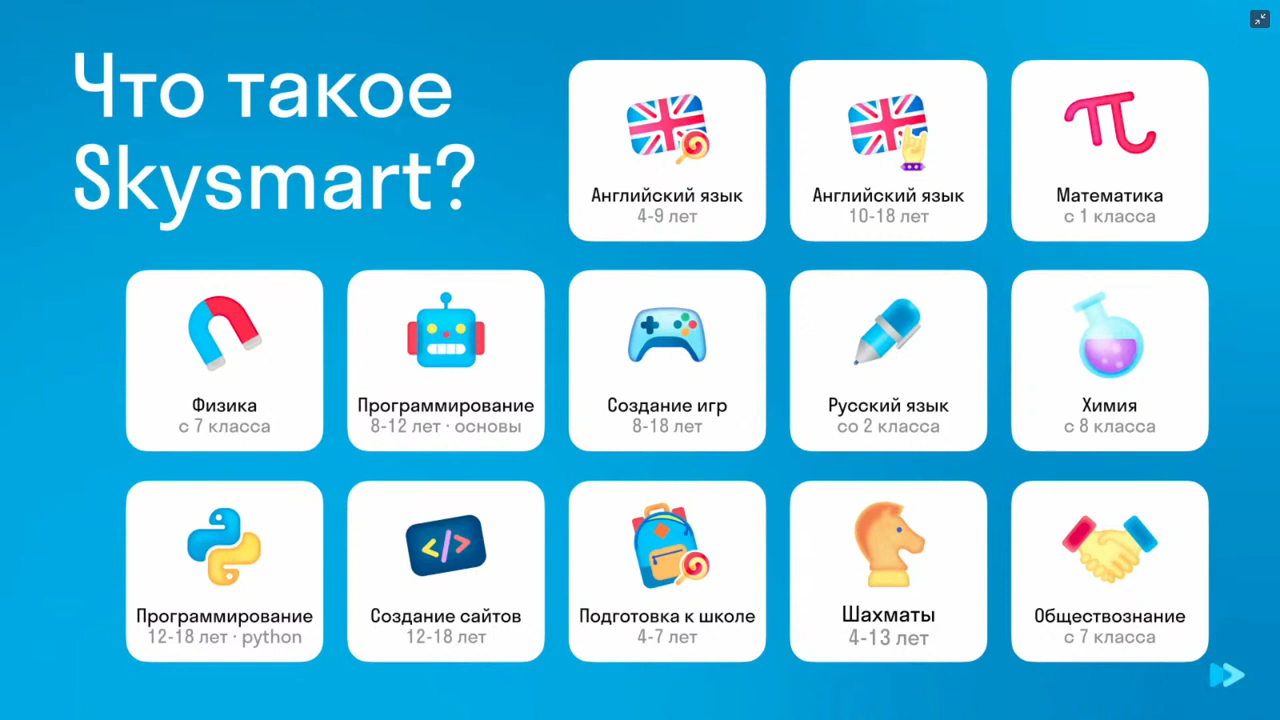 Что такое
Skysmart?
Английский язык
4-9 лет
Английский язык
10-18 лет
Математика
с 1 класса
Физика
с 7 класса
Программирование
8-12 лет · основы
Создание игр
8-18 лет
Русский язык
со 2 класса
Химия
с 8 класса
Программирование
12-18 лет · python
Создание сайтов
12-18 лет
Подготовка к школе
4-7 лет
Шахматы
4-13 лет
Обществознание
с 7 класса